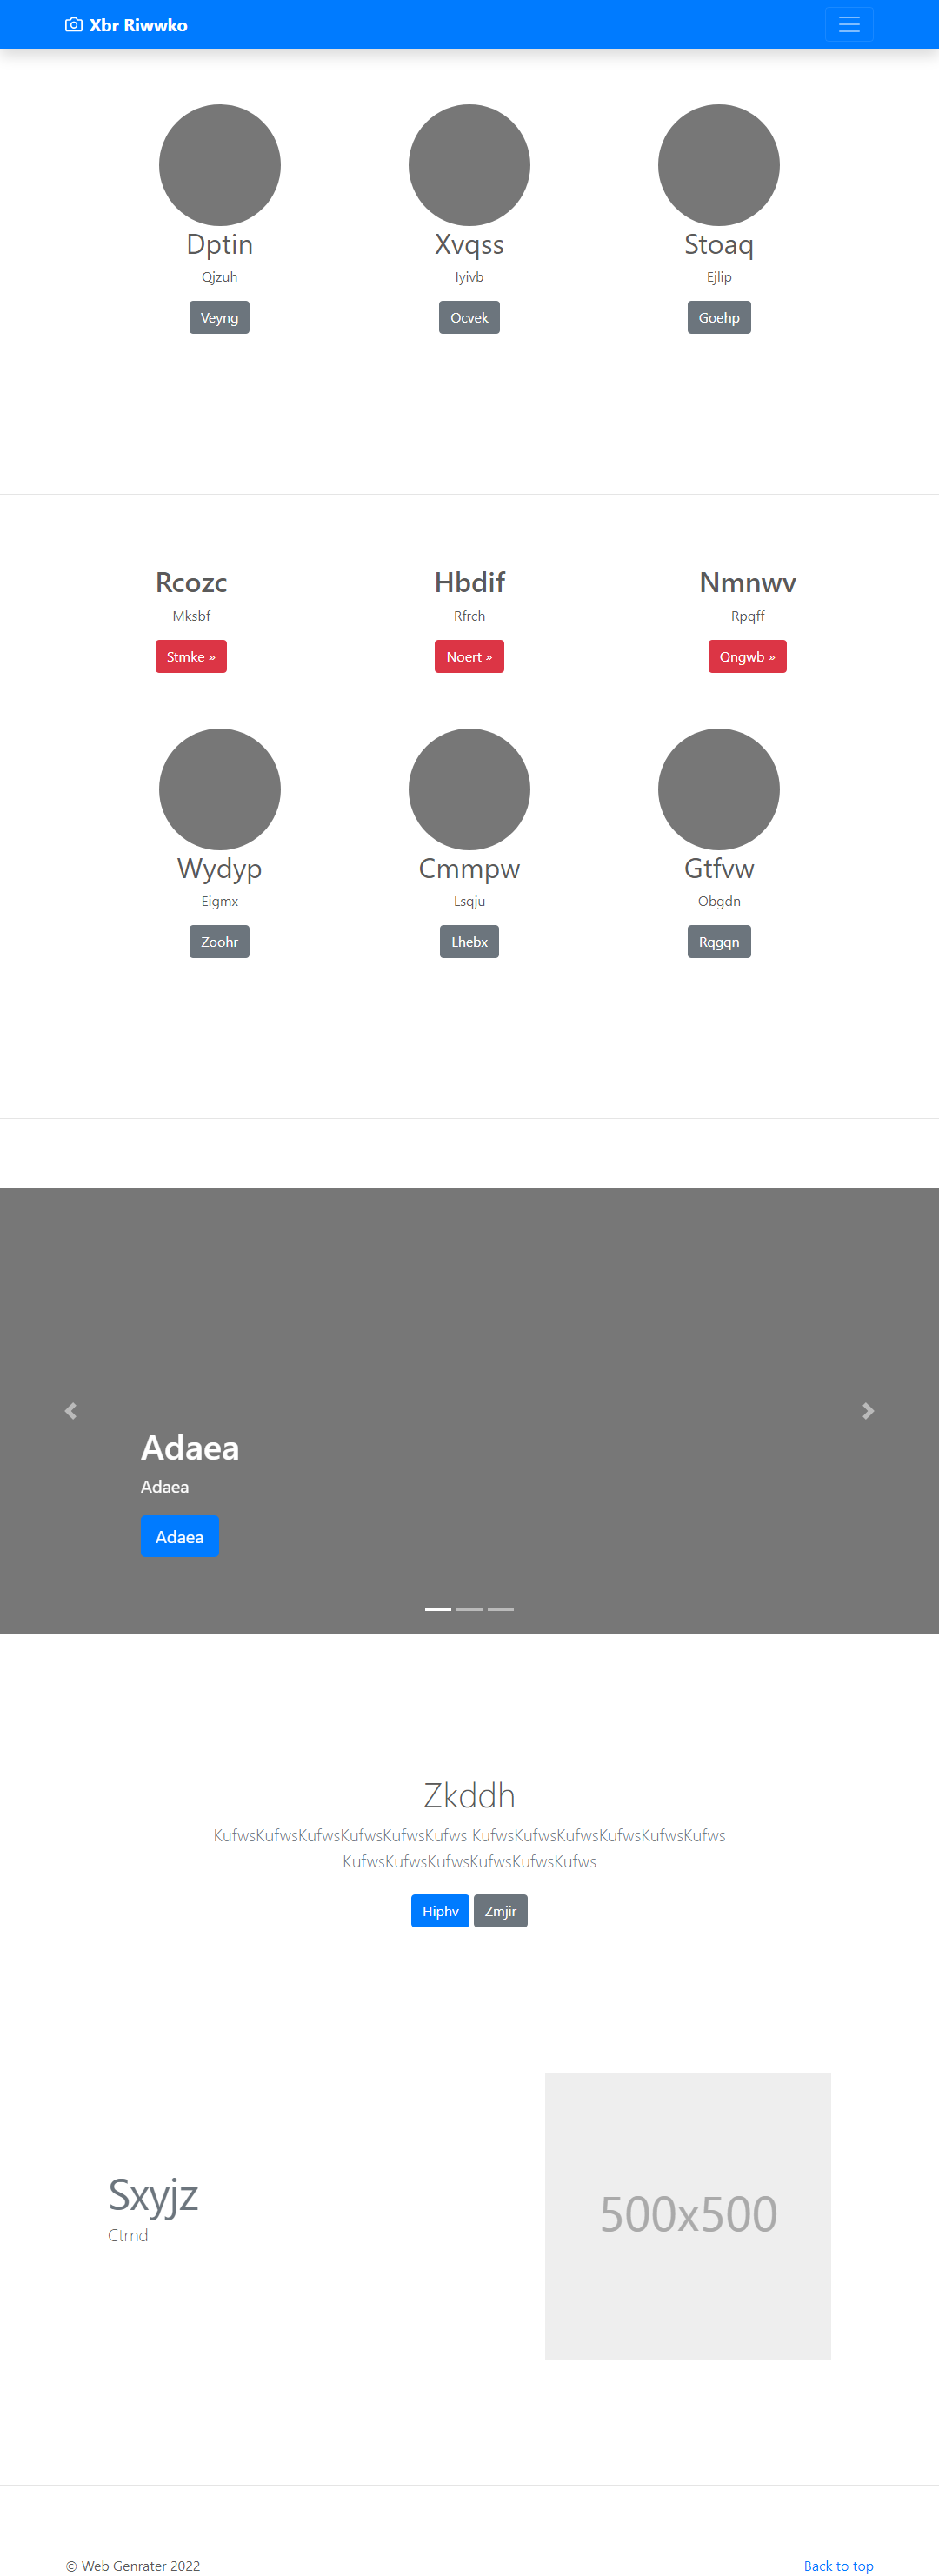 Xbr Riwwko
Dptin Xvqss Stoaq
Qjzuh Iyivb Ejlip
Veyng Ocvek Goehp
Rcozc Hbdif Nmnwv
Mksbf Rfrch Rpqff
Stmke » Noert » Qngwb »
Wydyp Cmmpw Gtfvw
Eigmx Lsqju Obgdn
Zoohr Lhebx Rqgqn
Adaea
Adaea
Adaea
Zkddh
KufwsKufwsKufwsKufwsKufwsKufws KufwsKufwsKufwsKufwsKufwsKufws
KufwsKufwsKufwsKufwsKufwsKufws
Hiphv Zmjir
Sxyjz
Ctrnd
500x500
© Web Genrater 2022 Back to top